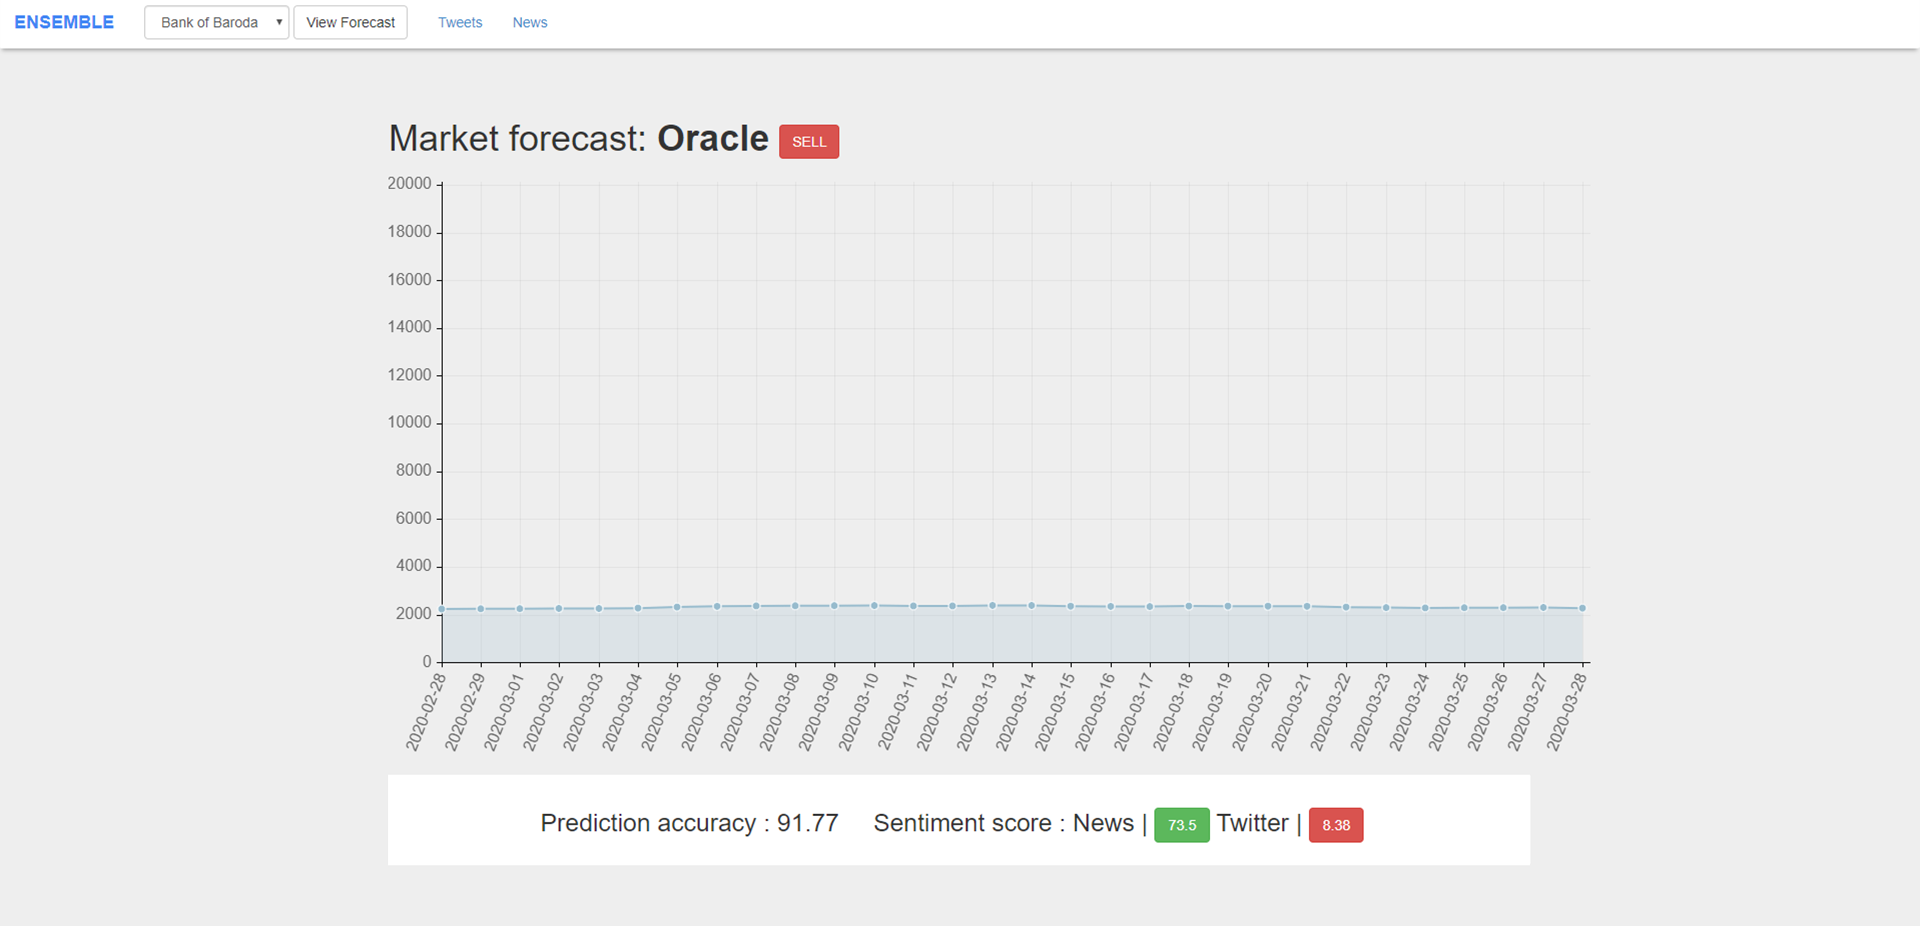 ENSEMBLE Bank of Baroda View Forecast Tweets News
Market forecast: Oracle SELL
20000
18000
16000
14000
12000
10000
8000
6000
4000
2000
0
2020-02-28 2020-02-29 2020-03-01 2020-03-02 2020-03-03 2020-03-04 2020-03-05 2020-03-06 2020-03-07 2020-03-08 2020-03-09 2020-03-10 2020-03-11 2020-03-12 2020-03-13 2020-03-14 2020-03-15 2020-03-16 2020-03-17 2020-03-18 2020-03-19 2020-03-20 2020-03-21 2020-03-22 2020-03-23 2020-03-24 2020-03-25 2020-03-26 2020-03-27 2020-03-28
Prediction accuracy : 91.77 Sentiment score : News | 73.5 Twitter | 8.38